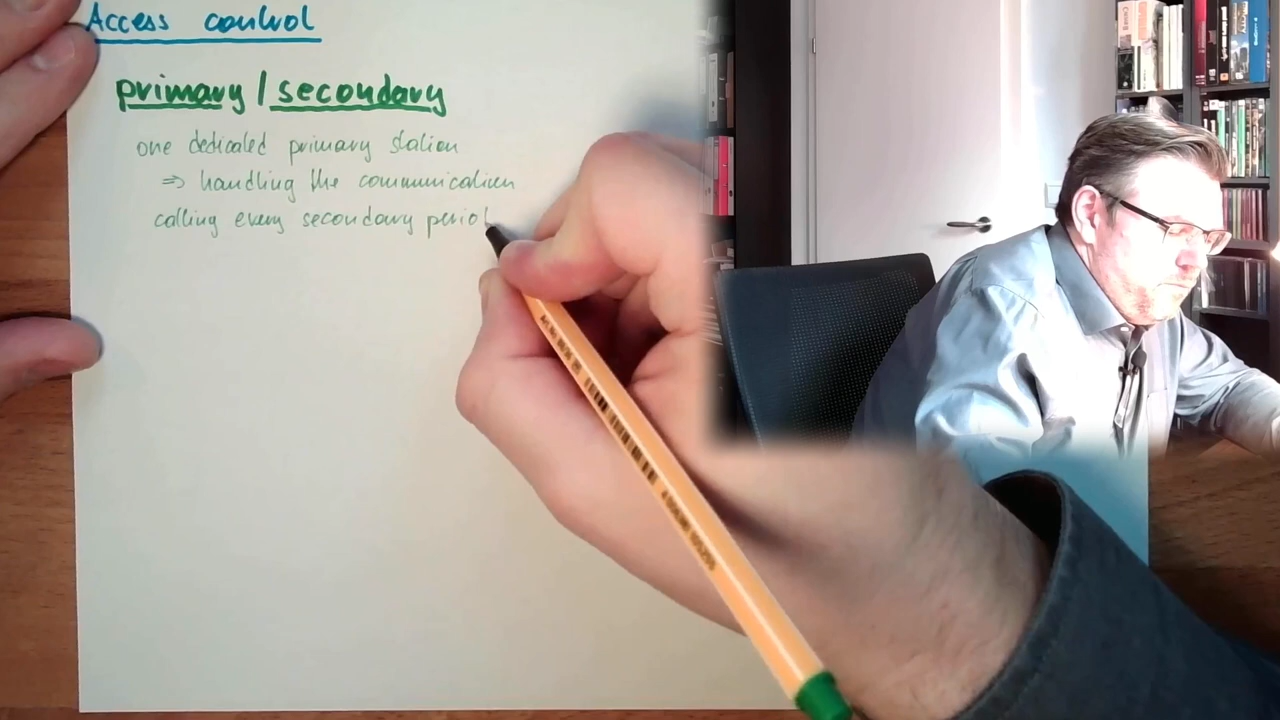 Access control
primary / secondary
one dedicated primary station
⇒ handling the communication
calling every secondary period